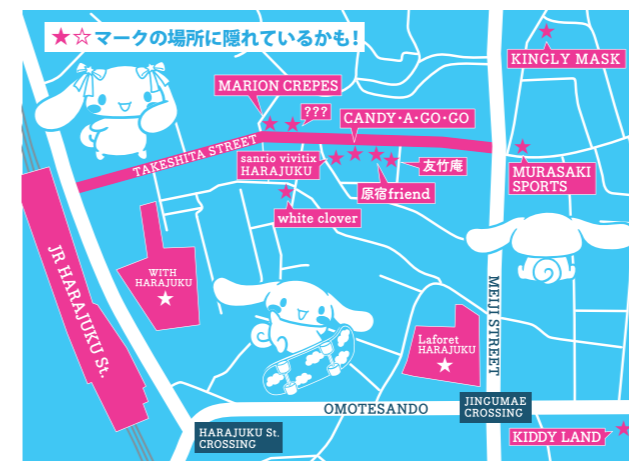 ★☆マークの場所に隠れているかも!
KINGLY MASK
MARION CREPES
???
CANDY・A・GO・GO
TAKESHITA STREET
sanrio vivitix
HARAJUKU
友竹庵
MURASAKI
SPORTS
原宿friend
white clover
JR HARAJUKU St.
WITH
HARAJUKU
MEIJI STREET
Laforet
HARAJUKU
OMOTESANDO
JINGUMAE
CROSSING
HARAJUKU St.
CROSSING
KIDDY LAND